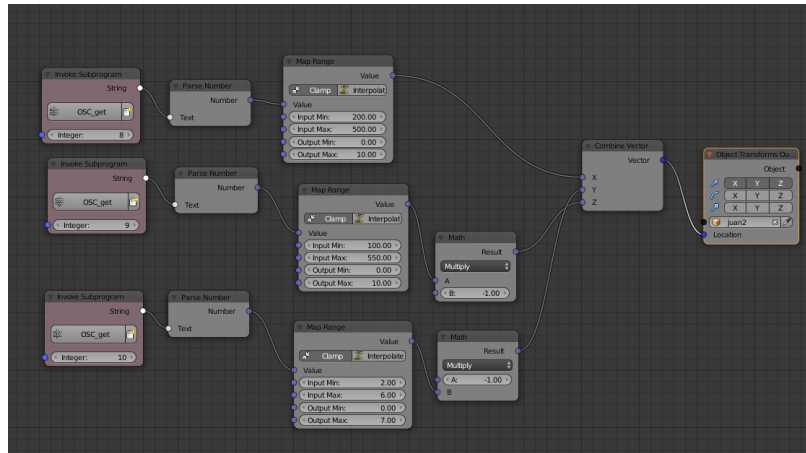 Invoke Subprogram
String
OSC_get
Integer: 8
Parse Number
Number
Text
Map Range
Value
Clamp Interpolat
Value
Input Min: 200.00
Input Max: 500.00
Output Min: 0.00
Output Max: 10.00
Invoke Subprogram
String
OSC_get
Integer: 9
Parse Number
Number
Text
Map Range
Value
Clamp Interpolat
Value
Input Min: 100.00
Input Max: 550.00
Output Min: 0.00
Output Max: 10.00
Math
Result
Multiply
A
B: -1.00
Invoke Subprogram
String
OSC_get
Integer: 10
Parse Number
Number
Text
Map Range
Value
Clamp Interpolate
Value
Input Min: 2.00
Input Max: 6.00
Output Min: 0.00
Output Max: 7.00
Math
Result
Multiply
A: -1.00
B
Combine Vector
Vector
X
Y
Z
Object Transforms Ou...
Object
X Y Z
X Y Z
X Y Z
juan2
Location